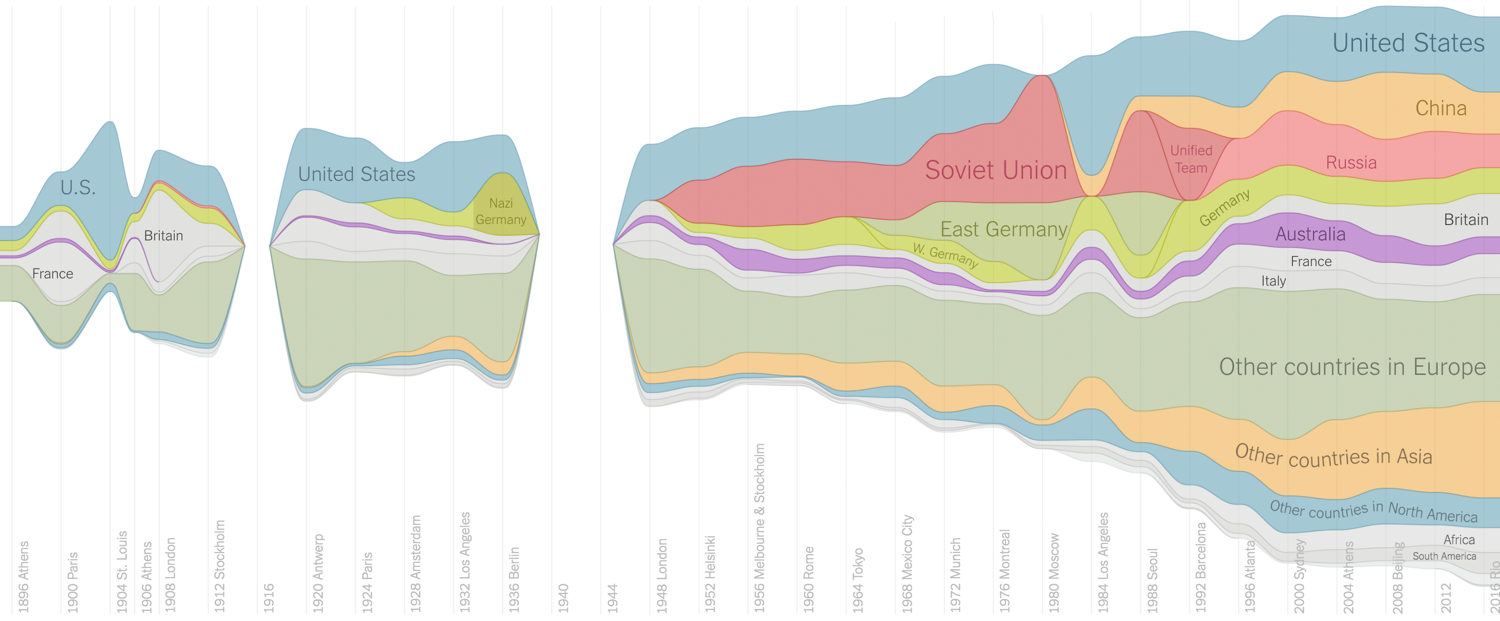 United States
China
Soviet Union
Unified
Team
Russia
U.S.
United States
Nazi
Germany
Germany
Britain
Britain
East Germany
Australia
W. Germany
France
France
Italy
Other countries in Europe
Other countries in Asia
Other countries in North America
Africa
South America
1896 Athens
1900 Paris
1904 St. Louis
1906 Athens
1908 London
1912 Stockholm
1916
1920 Antwerp
1924 Paris
1928 Amsterdam
1932 Los Angeles
1936 Berlin
1940
1944
1948 London
1952 Helsinki
1956 Melbourne & Stockholm
1960 Rome
1964 Tokyo
1968 Mexico City
1972 Munich
1976 Montreal
1980 Moscow
1984 Los Angeles
1988 Seoul
1992 Barcelona
1996 Atlanta
2000 Sydney
2004 Athens
2008 Beijing
2012
2016 Rio